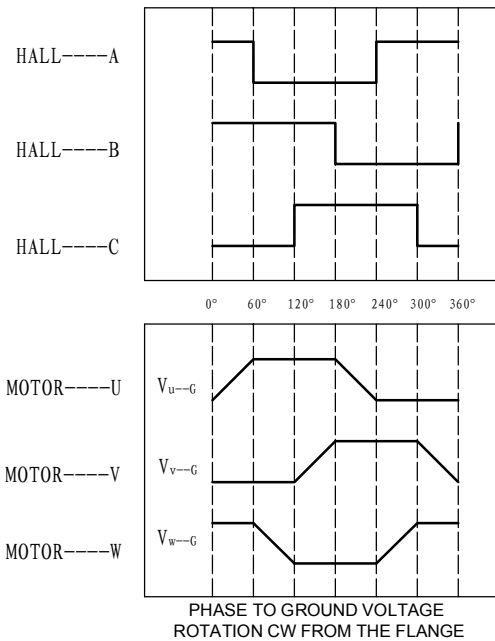 HALL----A
HALL----B
HALL----C
0° 60° 120° 180° 240° 300° 360°
MOTOR----U Vu--G
MOTOR----V Vv--G
MOTOR----W Vw--G
PHASE TO GROUND VOLTAGE
ROTATION CW FROM THE FLANGE